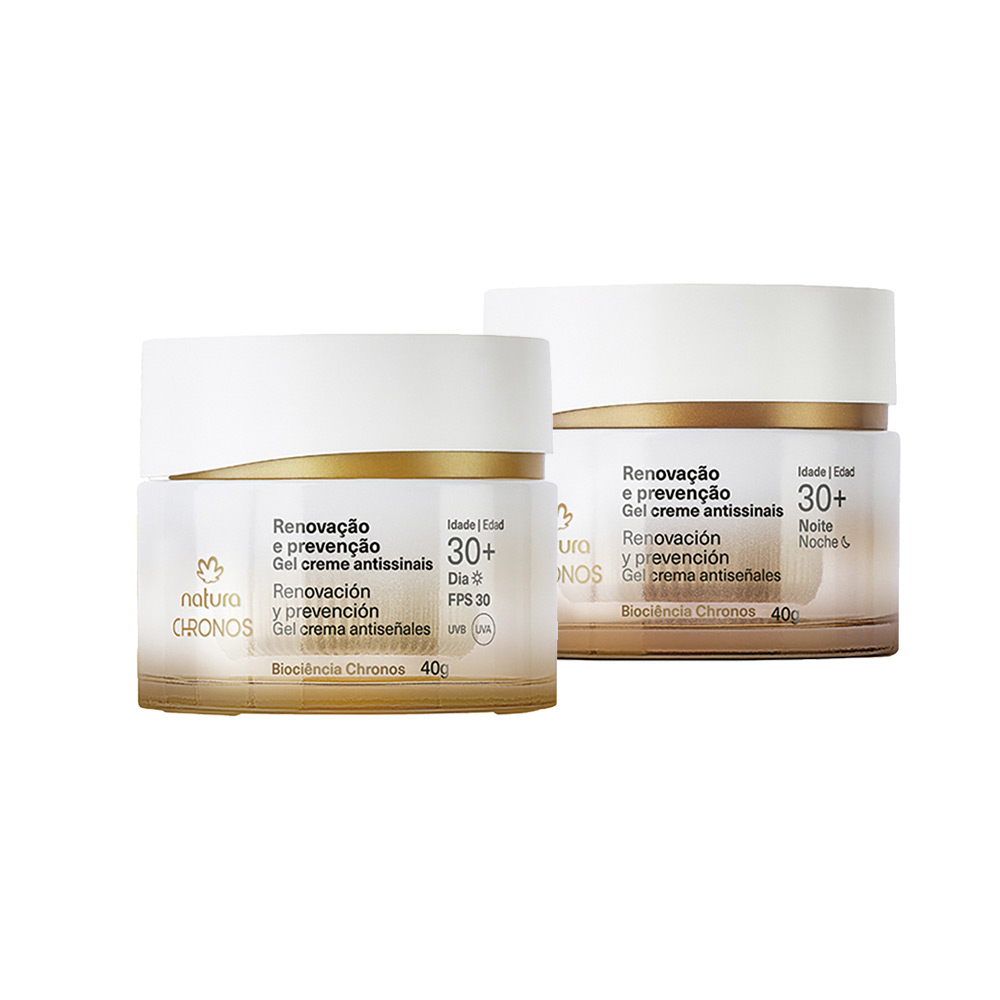 Renovação
e prevenção
Gel creme antissinais
Renovación
y prevención
Gel crema antiseñales
Biociência Chronos 40g
Idade | Edad
30+
Dia
FPS 30
UVB UVA
natura
CHRONOS
Renovação
e prevenção
Gel creme antissinais
Renovación
y prevención
Gel crema antiseñales
Biociência Chronos 40g
Idade | Edad
30+
Noite
Noche
tura
ONOS